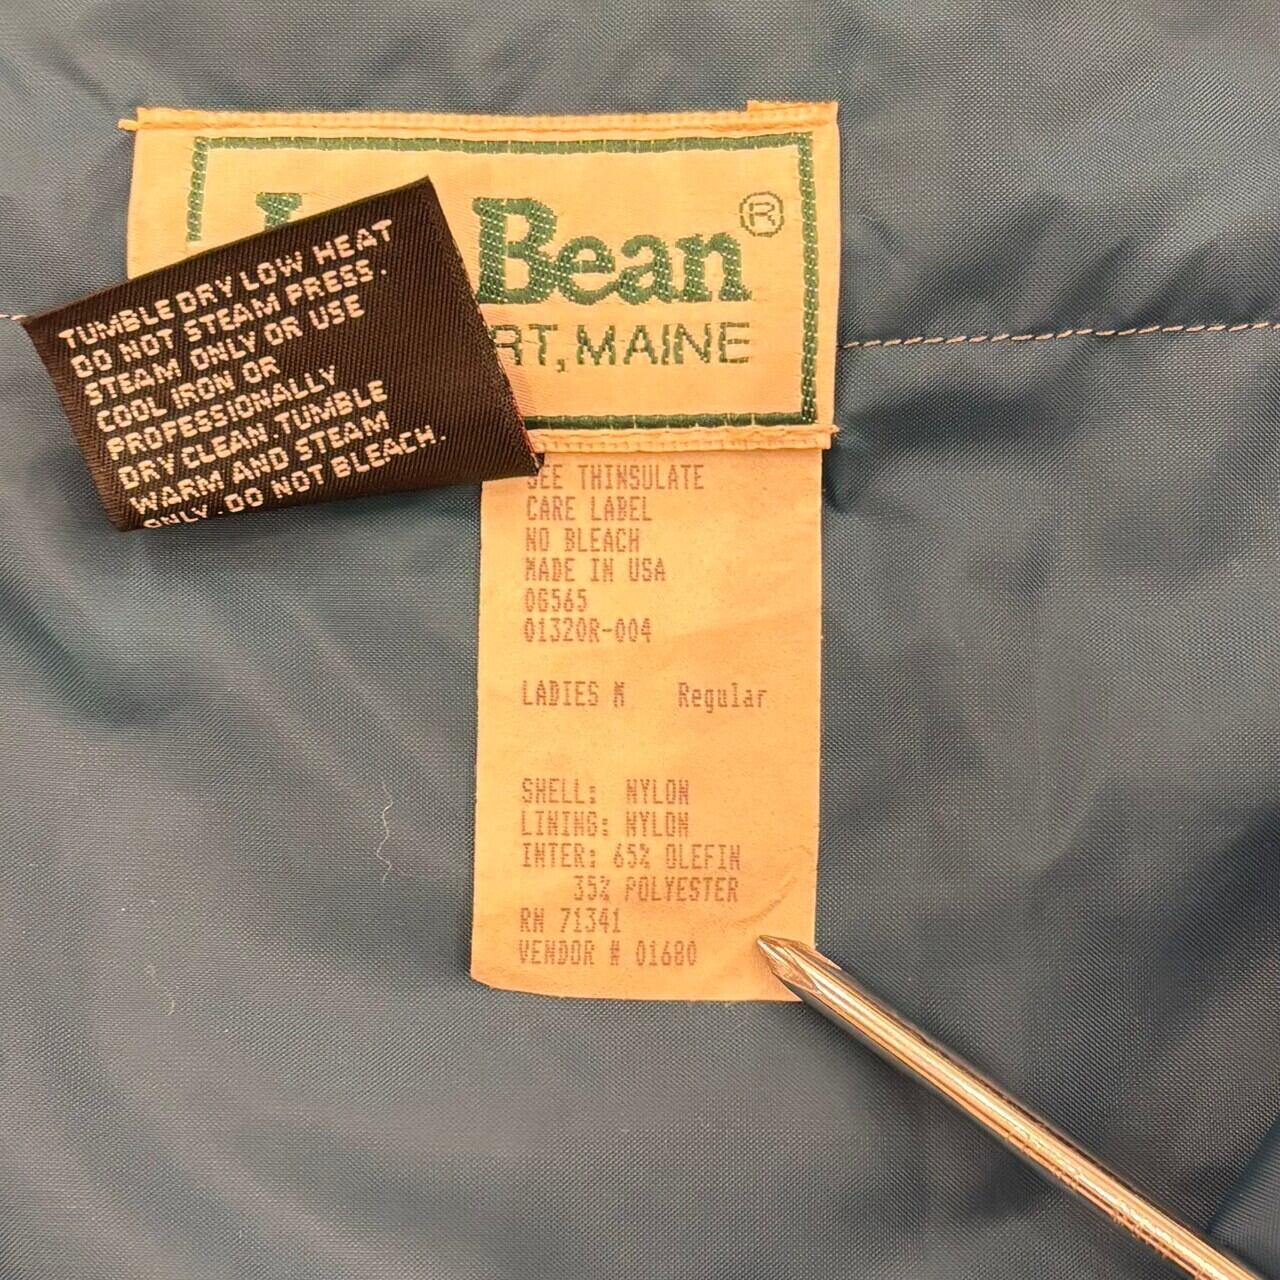 Bean®
RT, MAINE
TUMBLE DRY LOW HEAT
DO NOT STEAM PRESS.
STEAM ONLY OR USE
COOL IRON OR
PROFESSIONALLY
DRY CLEAN. TUMBLE
WARM AND STEAM
ONLY. DO NOT BLEACH.
SEE THINSULATE
CARE LABEL
NO BLEACH
MADE IN USA
0G565
01320R-004
LADIES M Regular
SHELL: NYLON
LINING: NYLON
INTER: 65% OLEFIN
35% POLYESTER
RN 71341
VENDOR # 01680